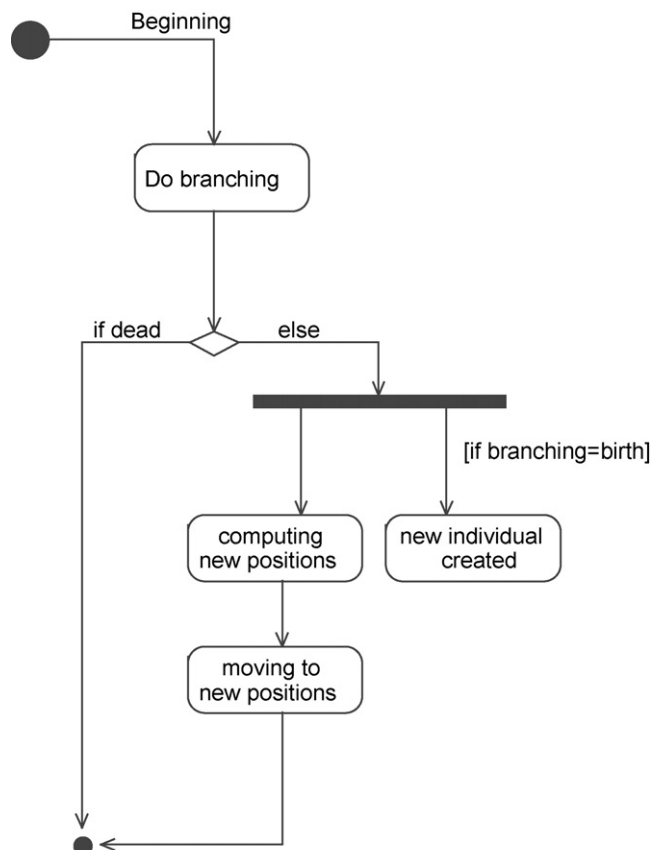 Beginning
Do branching
if dead
else
[if branching=birth]
computing
new positions
new individual
created
moving to
new positions